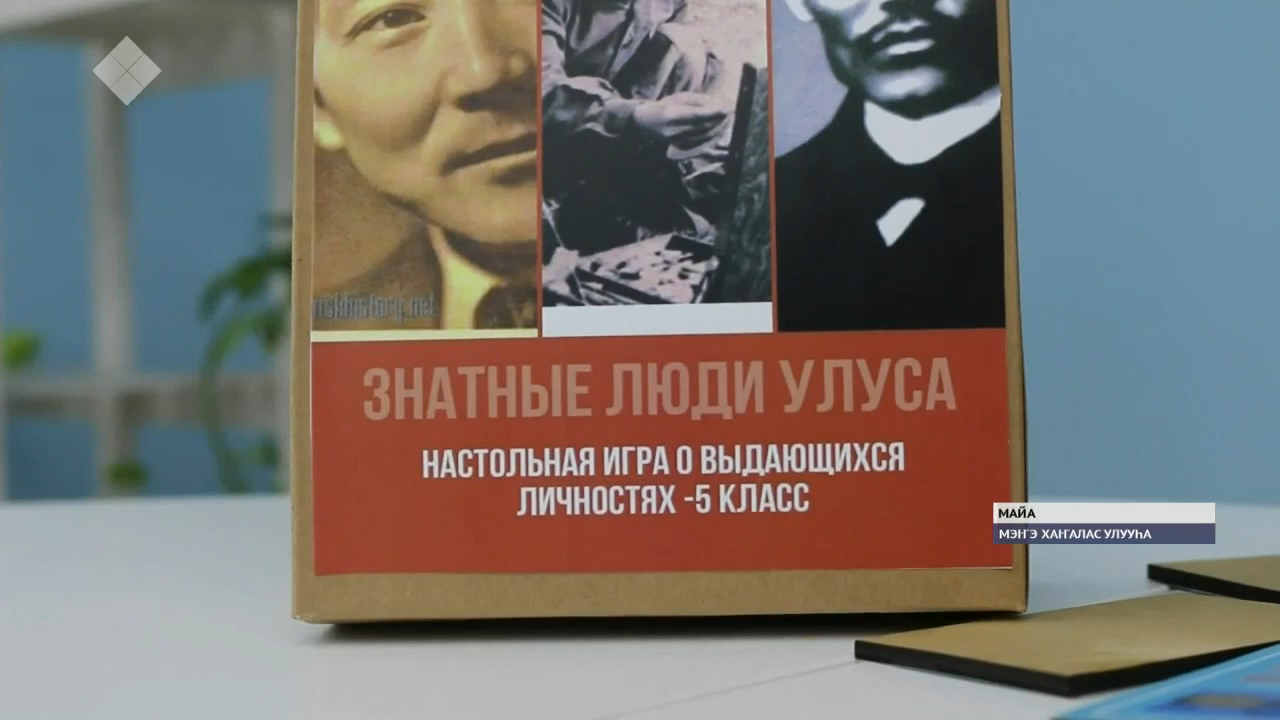 ЗНАТНЫЕ ЛЮДИ УЛУСА
НАСТОЛЬНАЯ ИГРА О ВЫДАЮЩИХСЯ
ЛИЧНОСТЯХ -5 КЛАСС
МАЙА
МЭҤЭ ХАҤАЛАС УЛУУҺА